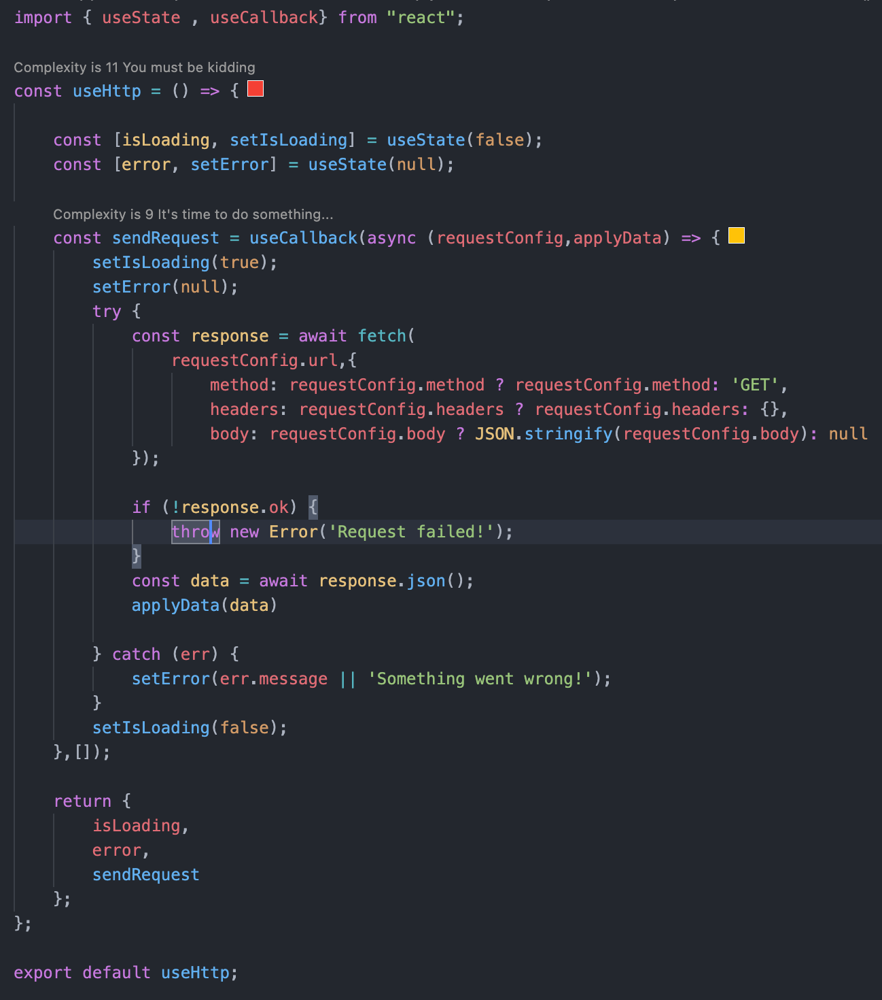 import { useState , useCallback} from "react";
Complexity is 11 You must be kidding
const useHttp = () => {
const [isLoading, setIsLoading] = useState(false);
const [error, setError] = useState(null);
Complexity is 9 It's time to do something...
const sendRequest = useCallback(async (requestConfig,applyData) => {
setIsLoading(true);
setError(null);
try {
const response = await fetch(
requestConfig.url,{
method: requestConfig.method ? requestConfig.method: 'GET',
headers: requestConfig.headers ? requestConfig.headers: {},
body: requestConfig.body ? JSON.stringify(requestConfig.body): null
});
if (!response.ok) {
throw new Error('Request failed!');
}
const data = await response.json();
applyData(data)
} catch (err) {
setError(err.message || 'Something went wrong!');
}
setIsLoading(false);
},[]);
return {
isLoading,
error,
sendRequest
};
};
export default useHttp;